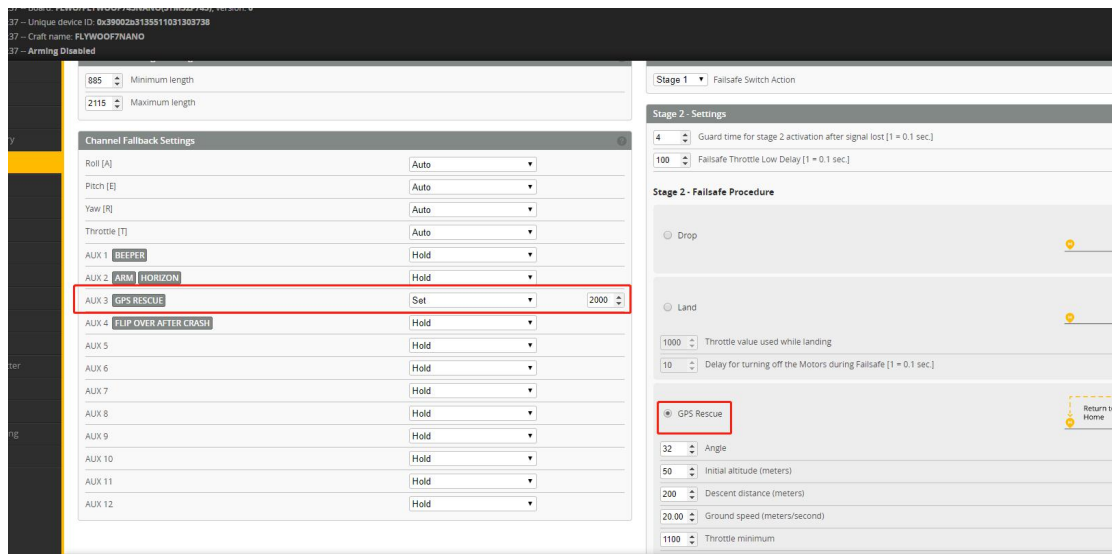 37 -- Unique device ID: 0x39002b3135511031303738
37 -- Craft name: FLYWOOF7NANO
37 -- Arming Disabled
885 Minimum length
2115 Maximum length
Channel Fallback Settings
Roll [A] Auto
Pitch [E] Auto
Yaw [R] Auto
Throttle [T] Auto
AUX 1 BEEPER Hold
AUX 2 ARM HORIZON Hold
AUX 3 GPS RESCUE Set 2000
AUX 4 FLIP OVER AFTER CRASH Hold
AUX 5 Hold
AUX 6 Hold
AUX 7 Hold
AUX 8 Hold
AUX 9 Hold
AUX 10 Hold
AUX 11 Hold
AUX 12 Hold
Stage 1 Failsafe Switch Action
Stage 2 - Settings
4 Guard time for stage 2 activation after signal lost [1 = 0.1 sec.]
100 Failsafe Throttle Low Delay [1 = 0.1 sec.]
Stage 2 - Failsafe Procedure
Drop
Land
1000 Throttle value used while landing
10 Delay for turning off the Motors during Failsafe [1 = 0.1 sec.]
GPS Rescue
Return t
Home
32 Angle
50 Initial altitude (meters)
200 Descent distance (meters)
20.00 Ground speed (meters/second)
1100 Throttle minimum